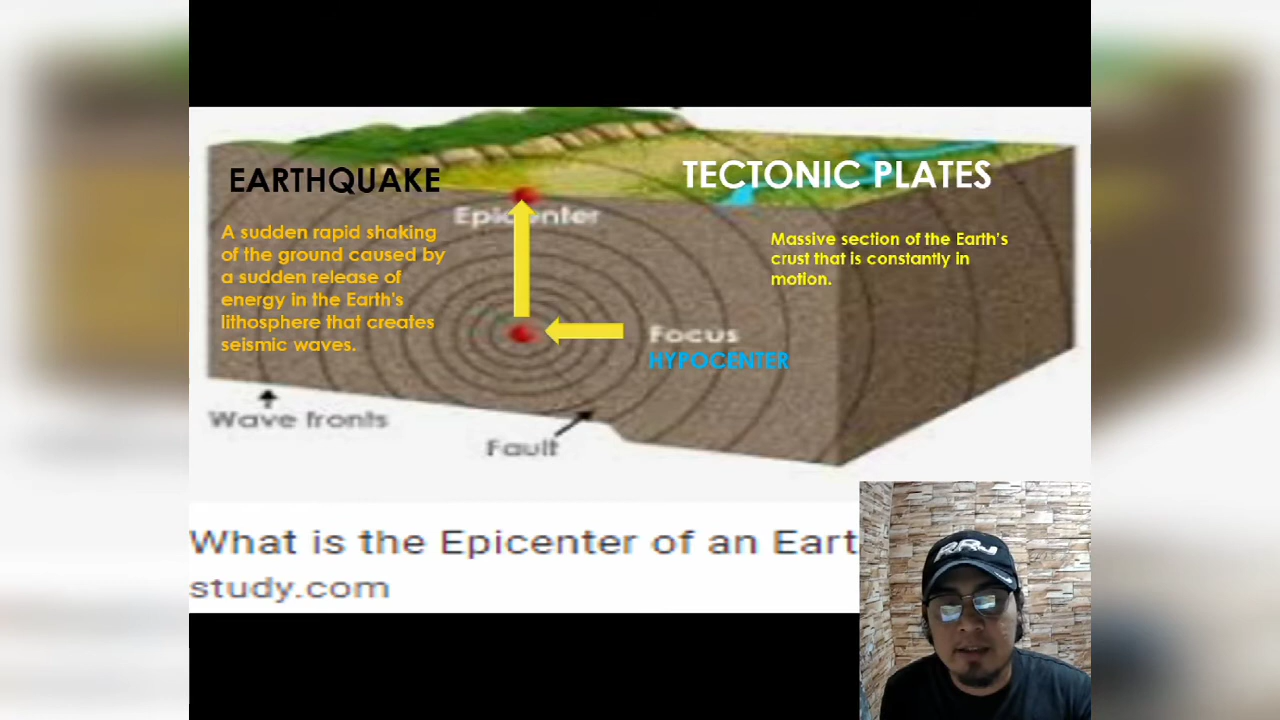 EARTHQUAKE
TECTONIC PLATES
Epicenter
A sudden rapid shaking
of the ground caused by
a sudden release of
energy in the Earth's
lithosphere that creates
seismic waves.
Massive section of the Earth's
crust that is constantly in
motion.
Focus
HYPOCENTER
Wave fronts
Fault
What is the Epicenter of an Eart
study.com